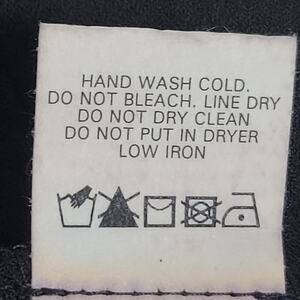 HAND WASH COLD.
DO NOT BLEACH. LINE DRY
DO NOT DRY CLEAN
DO NOT PUT IN DRYER
LOW IRON